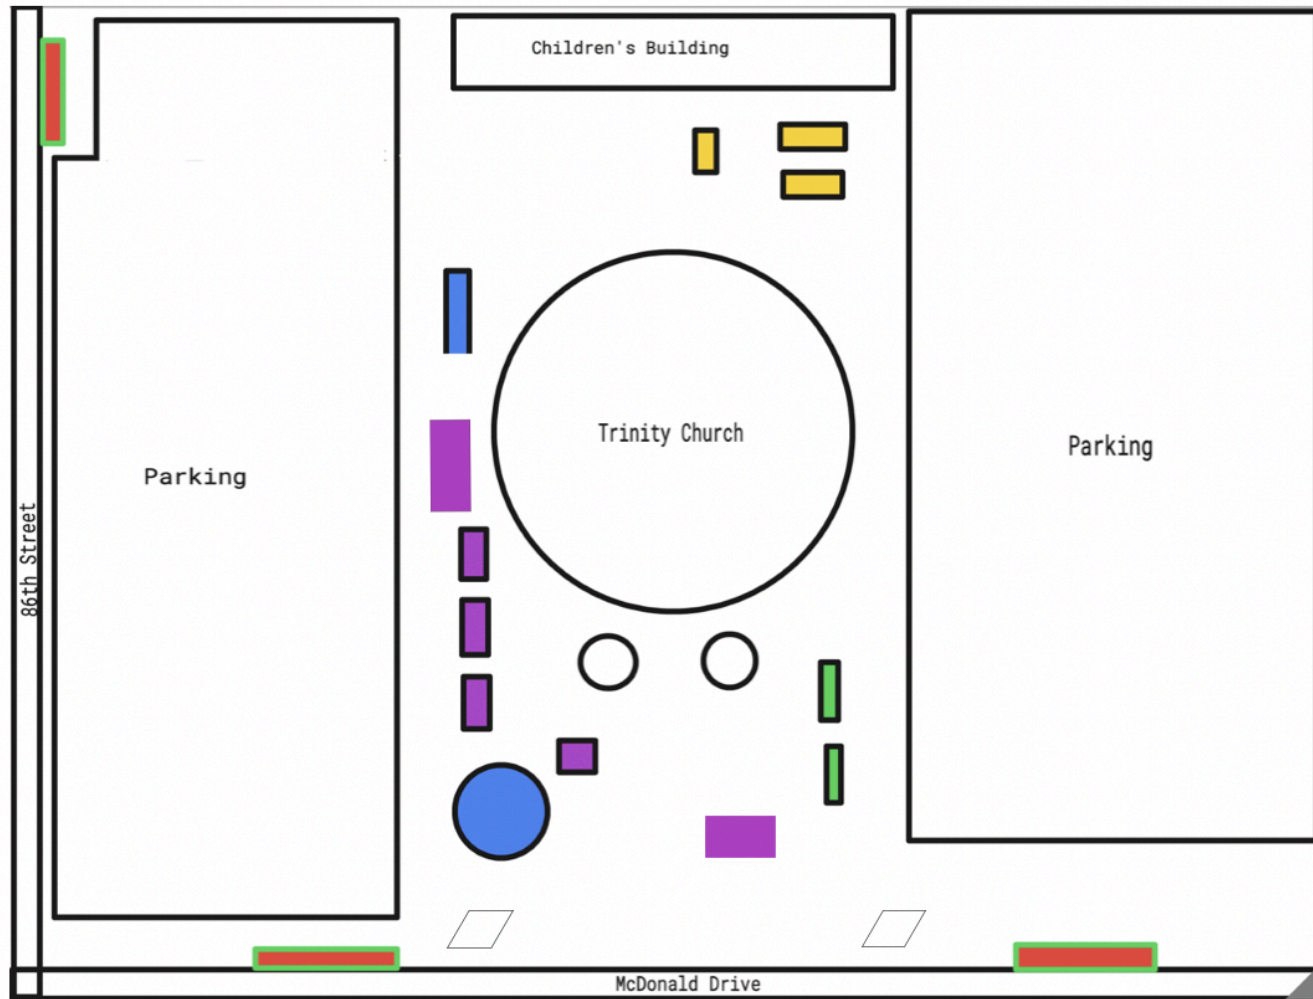 Children's Building
Trinity Church
Parking
Parking
86th Street
McDonald Drive